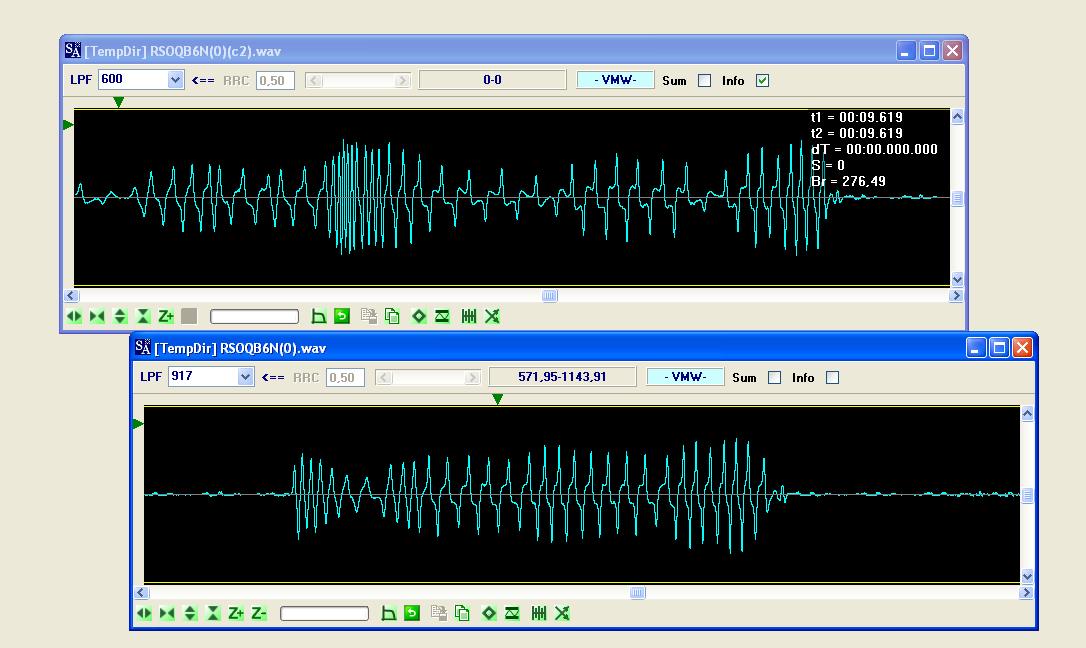 SA [TempDir] RSOQB6N(0)(c2).wav
LPF 600 <== RRC 0,50 0-0 - VMW- Sum Info
t1 = 00:09.619
t2 = 00:09.619
dT = 00:00.000.000
S = 0
Br = 276,49
Z+
SA [TempDir] RSOQB6N(0).wav
LPF 917 <== RRC 0,50 571,95-1143,91 - VMW- Sum Info
Z+ Z-